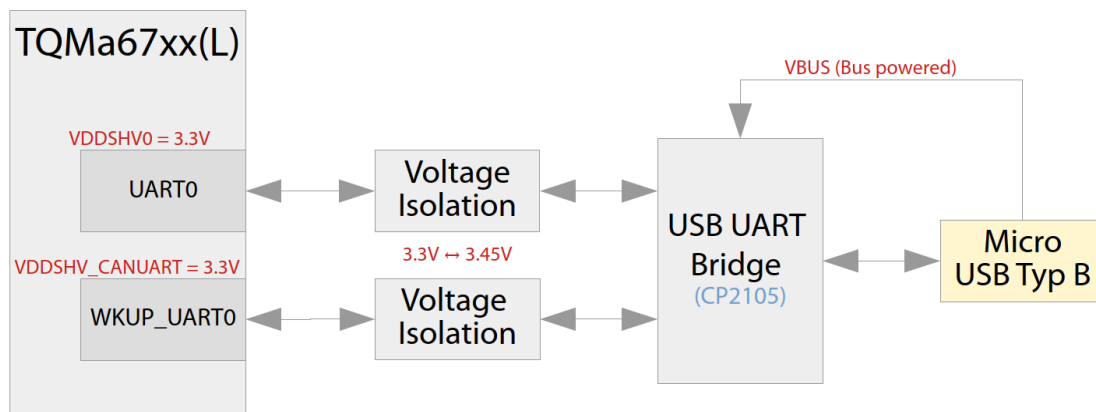 TQMa67xx(L)
VDDSHV0 = 3.3V
UART0
VDDSHV_CANUART = 3.3V
WKUP_UART0
Voltage
Isolation
3.3V ↔ 3.45V
Voltage
Isolation
VBUS (Bus powered)
USB UART
Bridge
(CP2105)
Micro
USB Typ B